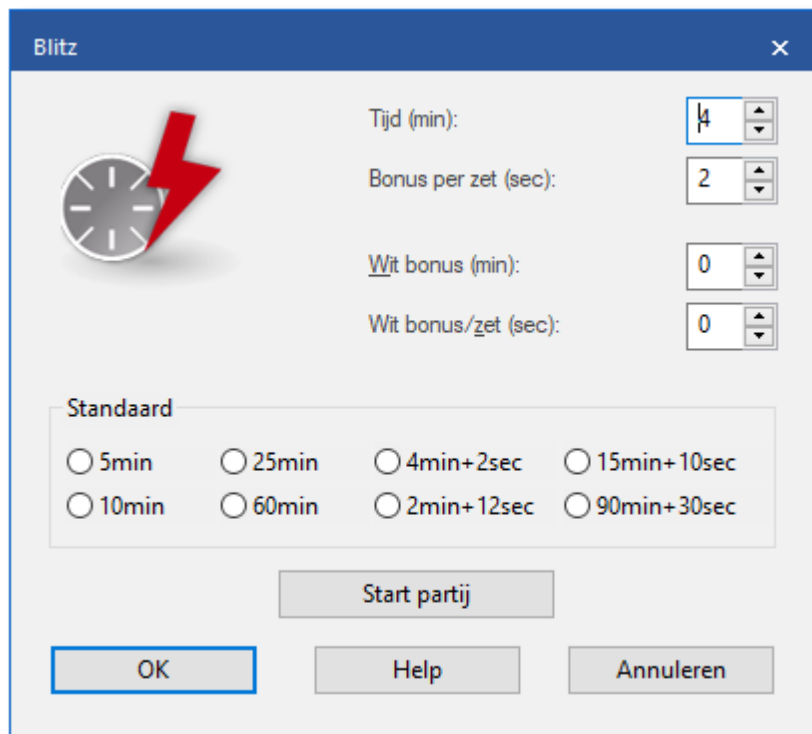 Blitz
Tijd (min): 4
Bonus per zet (sec): 2
Wit bonus (min): 0
Wit bonus/zet (sec): 0
Standaard
5min 25min 4min+2sec 15min+10sec
10min 60min 2min+12sec 90min+30sec
Start partij
OK Help Annuleren